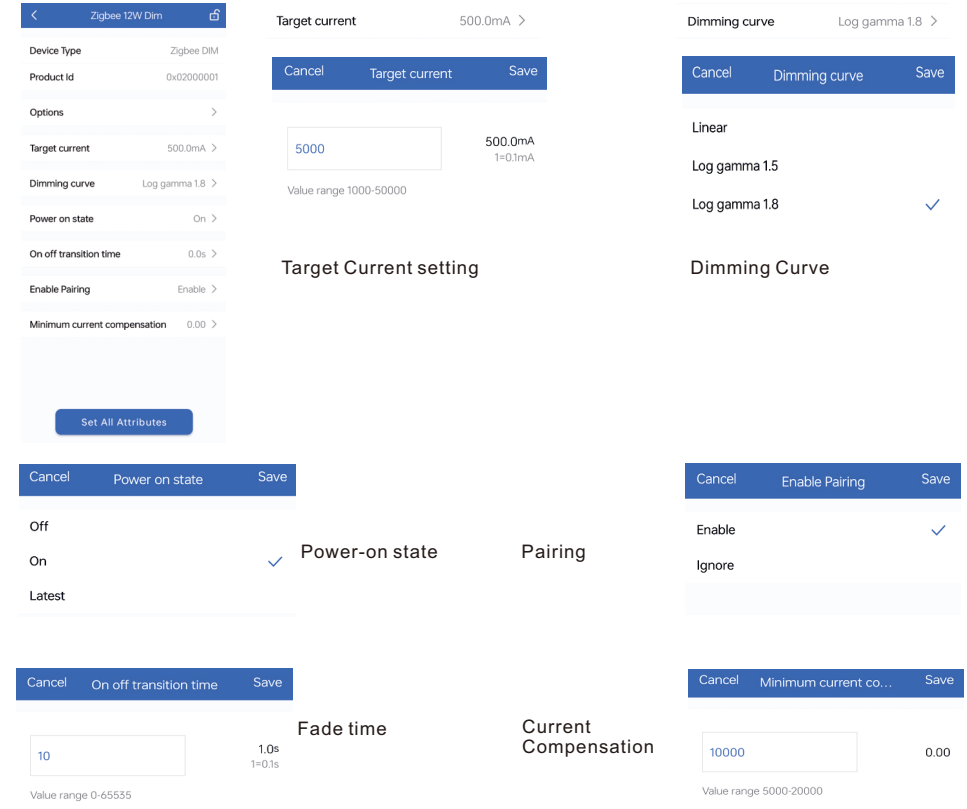 Zigbee 12W Dim
Device Type Zigbee DIM
Product Id 0x02000001
Options
Target current 500.0mA
Dimming curve Log gamma 1.8
Power on state On
On off transition time 0.0s
Enable Pairing Enable
Minimum current compensation 0.00
Set All Attributes
Target current 500.0mA
Cancel Target current Save
5000 500.0mA
1=0.1mA
Value range 1000-50000
Target Current setting
Dimming curve Log gamma 1.8
Cancel Dimming curve Save
Linear
Log gamma 1.5
Log gamma 1.8
Dimming Curve
Cancel Power on state Save
Off
On
Latest
Power-on state
Pairing
Cancel Enable Pairing Save
Enable
Ignore
Cancel On off transition time Save
10 1.0s
1=0.1s
Value range 0-65535
Fade time
Current
Compensation
Cancel Minimum current co... Save
10000 0.00
Value range 5000-20000